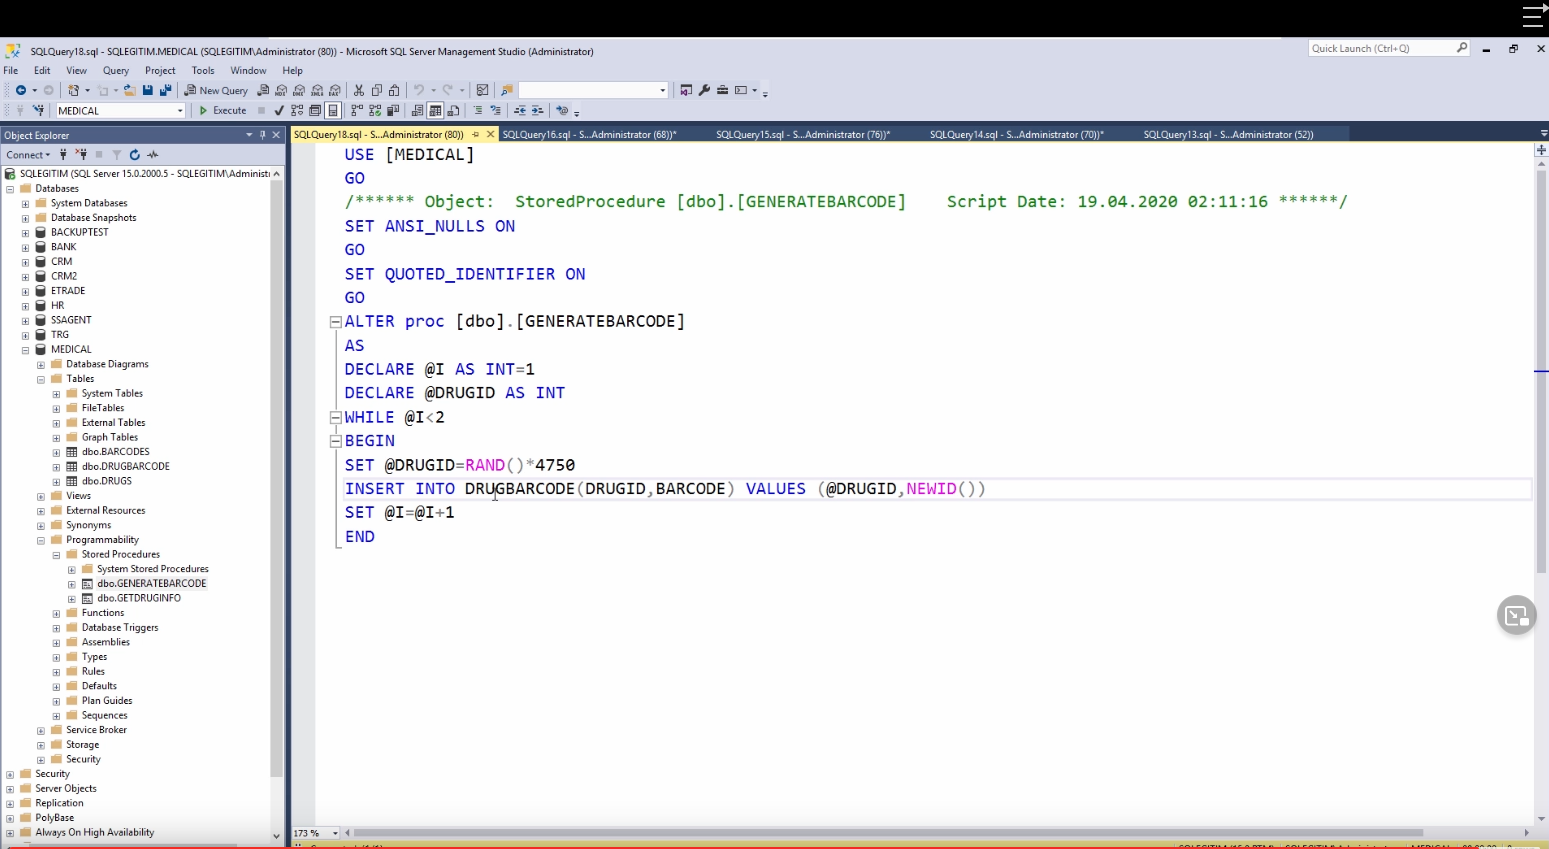 SQLQuery18.sql - SQLEGITIM.MEDICAL (SQLEGITIM\Administrator (80)) - Microsoft SQL Server Management Studio (Administrator)
Quick Launch (Ctrl+Q)
File Edit View Query Project Tools Window Help
New Query
MEDICAL
Execute
Object Explorer
SQLQuery18.sql - S...Administrator (80))
SQLQuery16.sql - S...Administrator (68))*
SQLQuery15.sql - S...Administrator (76))*
SQLQuery14.sql - S...Administrator (70))*
SQLQuery13.sql - S...Administrator (52))
Connect
SQLEGITIM (SQL Server 15.0.2000.5 - SQLEGITIM\Administ
Databases
System Databases
Database Snapshots
BACKUPTEST
BANK
CRM
CRM2
ETRADE
HR
SSAGENT
TRG
MEDICAL
Database Diagrams
Tables
System Tables
FileTables
External Tables
Graph Tables
dbo.BARCODES
dbo.DRUGBARCODE
dbo.DRUGS
Views
External Resources
Synonyms
Programmability
Stored Procedures
System Stored Procedures
dbo.GENERATEBARCODE
dbo.GETDRUGINFO
Functions
Database Triggers
Assemblies
Types
Rules
Defaults
Plan Guides
Sequences
Service Broker
Storage
Security
Security
Server Objects
Replication
PolyBase
Always On High Availability
USE [MEDICAL]
GO
/****** Object:  StoredProcedure [dbo].[GENERATEBARCODE]    Script Date: 19.04.2020 02:11:16 ******/
SET ANSI_NULLS ON
GO
SET QUOTED_IDENTIFIER ON
GO
ALTER proc [dbo].[GENERATEBARCODE]
AS
DECLARE @I AS INT=1
DECLARE @DRUGID AS INT
WHILE @I<2
BEGIN
SET @DRUGID=RAND()*4750
INSERT INTO DRUGBARCODE(DRUGID,BARCODE) VALUES (@DRUGID,NEWID())
SET @I=@I+1
END
173 %